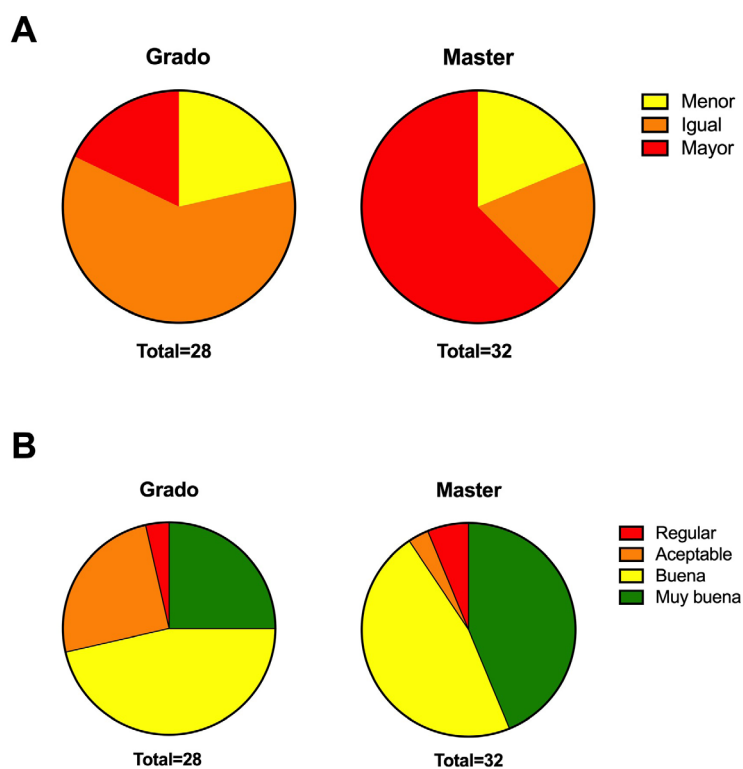 A
Grado
Master
Menor
Igual
Mayor
Total=28
Total=32
B
Grado
Master
Regular
Aceptable
Buena
Muy buena
Total=28
Total=32